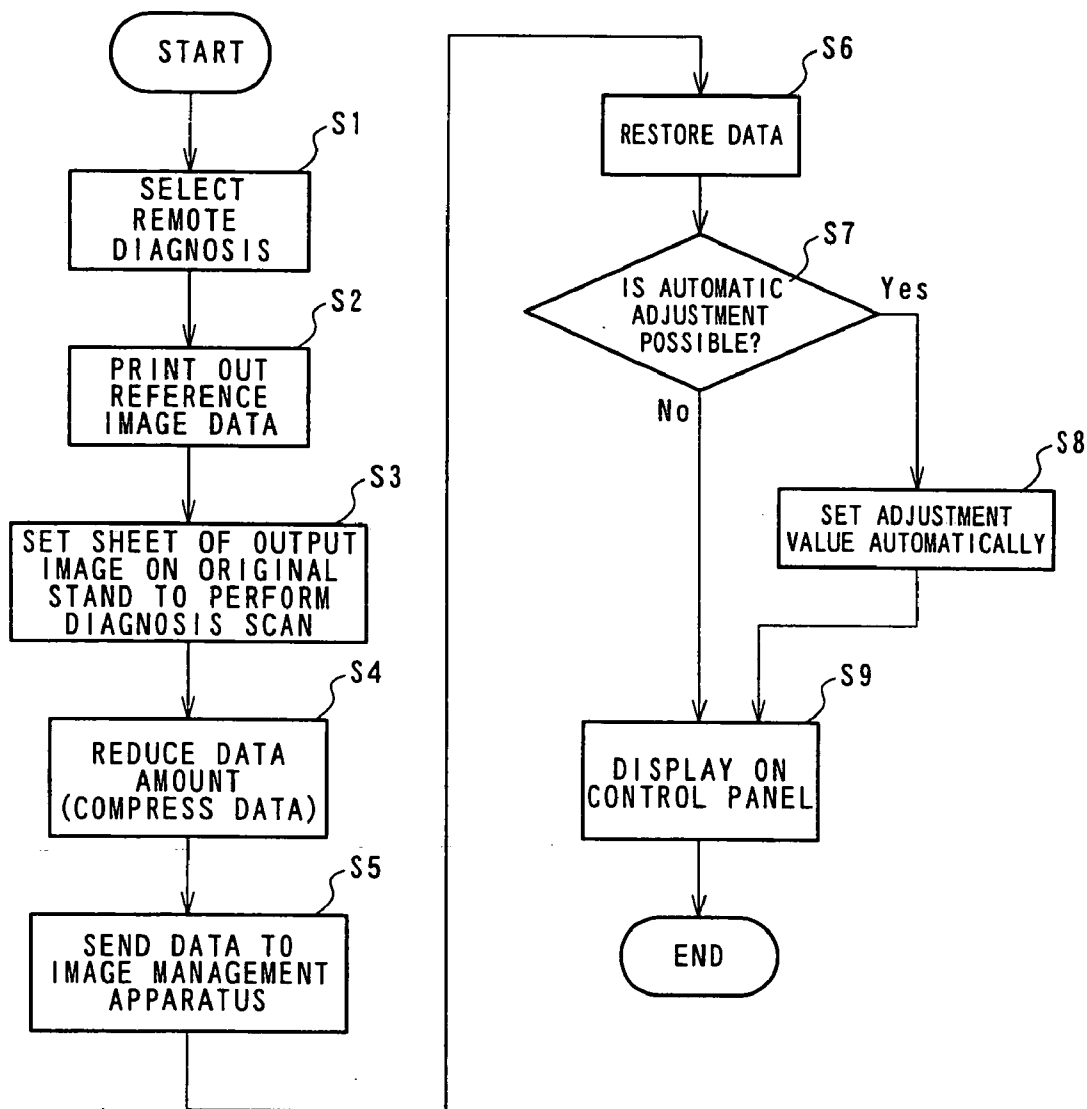 START
S1
SELECT
REMOTE
DIAGNOSIS
S2
PRINT OUT
REFERENCE
IMAGE DATA
S3
SET SHEET OF OUTPUT
IMAGE ON ORIGINAL
STAND TO PERFORM
DIAGNOSIS SCAN
S4
REDUCE DATA
AMOUNT
(COMPRESS DATA)
S5
SEND DATA TO
IMAGE MANAGEMENT
APPARATUS
S6
RESTORE DATA
S7
IS AUTOMATIC
ADJUSTMENT
POSSIBLE?
Yes
No
S8
SET ADJUSTMENT
VALUE AUTOMATICALLY
S9
DISPLAY ON
CONTROL PANEL
END